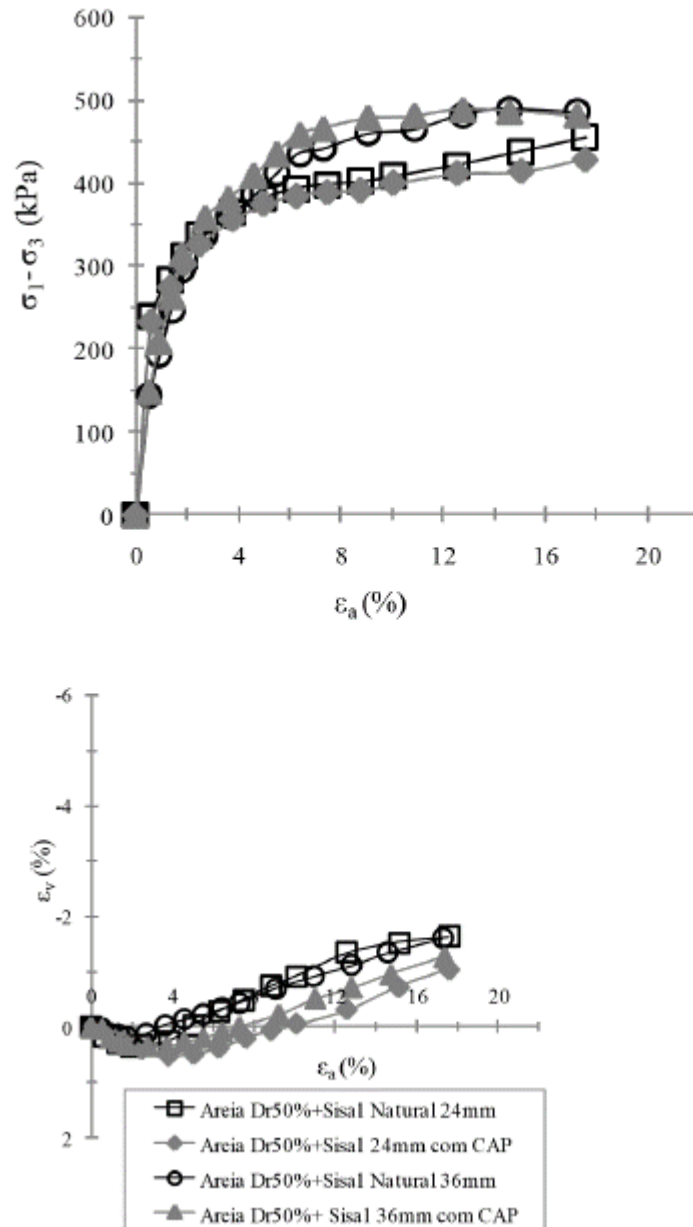 600
500
400
300
200
100
0
σ₁-σ₃ (kPa)
0 4 8 12 16 20
εₐ (%)
-6
-4
-2
0
2
εᵥ (%)
0 4 8 12 16 20
εₐ (%)
Areia Dr50%+Sisal Natural 24mm
Areia Dr50%+Sisal 24mm com CAP
Areia Dr50%+Sisal Natural 36mm
Areia Dr50%+ Sisal 36mm com CAP